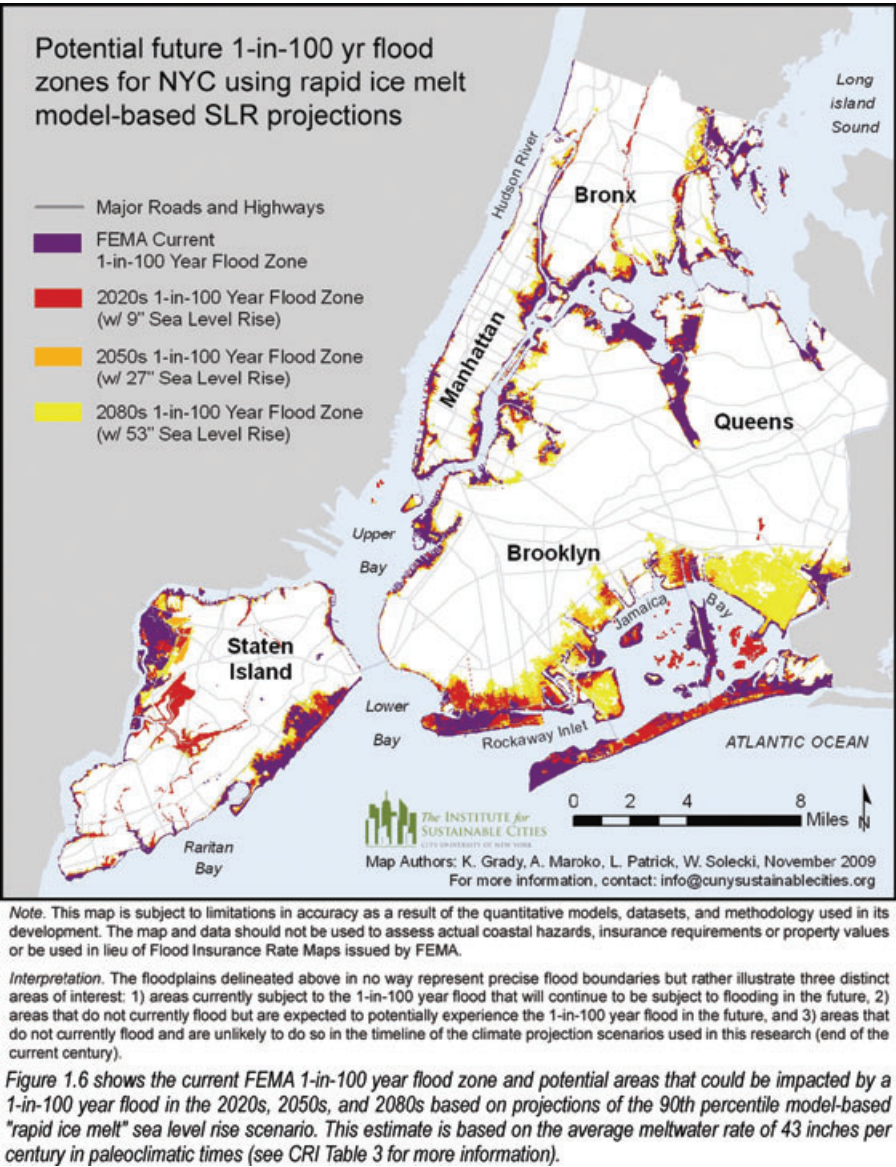 Potential future 1-in-100 yr flood
zones for NYC using rapid ice melt
model-based SLR projections
Major Roads and Highways
FEMA Current
1-in-100 Year Flood Zone
2020s 1-in-100 Year Flood Zone
(w/ 9" Sea Level Rise)
2050s 1-in-100 Year Flood Zone
(w/ 27" Sea Level Rise)
2080s 1-in-100 Year Flood Zone
(w/ 53" Sea Level Rise)
Long
island
Sound
Hudson River
Bronx
Manhattan
Queens
Upper
Bay
Brooklyn
Jamaica Bay
Staten
Island
Lower
Bay
Rockaway Inlet
ATLANTIC OCEAN
Raritan
Bay
0 2 4 8
Miles N
The INSTITUTE for
SUSTAINABLE CITIES
CITY UNIVERSITY OF NEW YORK
Map Authors: K. Grady, A. Maroko, L. Patrick, W. Solecki, November 2009
For more information, contact: info@cunysustainablecities.org
Note. This map is subject to limitations in accuracy as a result of the quantitative models, datasets, and methodology used in its
development. The map and data should not be used to assess actual coastal hazards, insurance requirements or property values
or be used in lieu of Flood Insurance Rate Maps issued by FEMA.
Interpretation. The floodplains delineated above in no way represent precise flood boundaries but rather illustrate three distinct
areas of interest: 1) areas currently subject to the 1-in-100 year flood that will continue to be subject to flooding in the future, 2)
areas that do not currently flood but are expected to potentially experience the 1-in-100 year flood in the future, and 3) areas that
do not currently flood and are unlikely to do so in the timeline of the climate projection scenarios used in this research (end of the
current century).
Figure 1.6 shows the current FEMA 1-in-100 year flood zone and potential areas that could be impacted by a
1-in-100 year flood in the 2020s, 2050s, and 2080s based on projections of the 90th percentile model-based
"rapid ice melt" sea level rise scenario. This estimate is based on the average meltwater rate of 43 inches per
century in paleoclimatic times (see CRI Table 3 for more information).